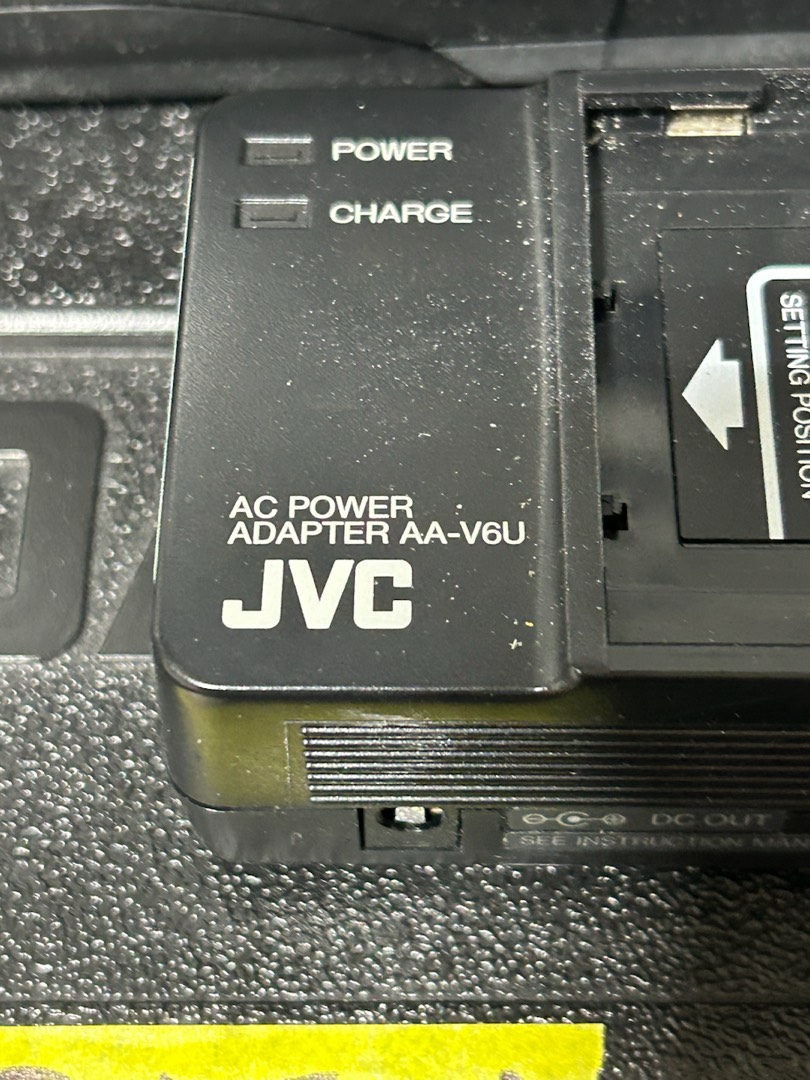 POWER
CHARGE
SETTING POSITION
AC POWER
ADAPTER AA-V6U
JVC
DC OUT
SEE INSTRUCTION